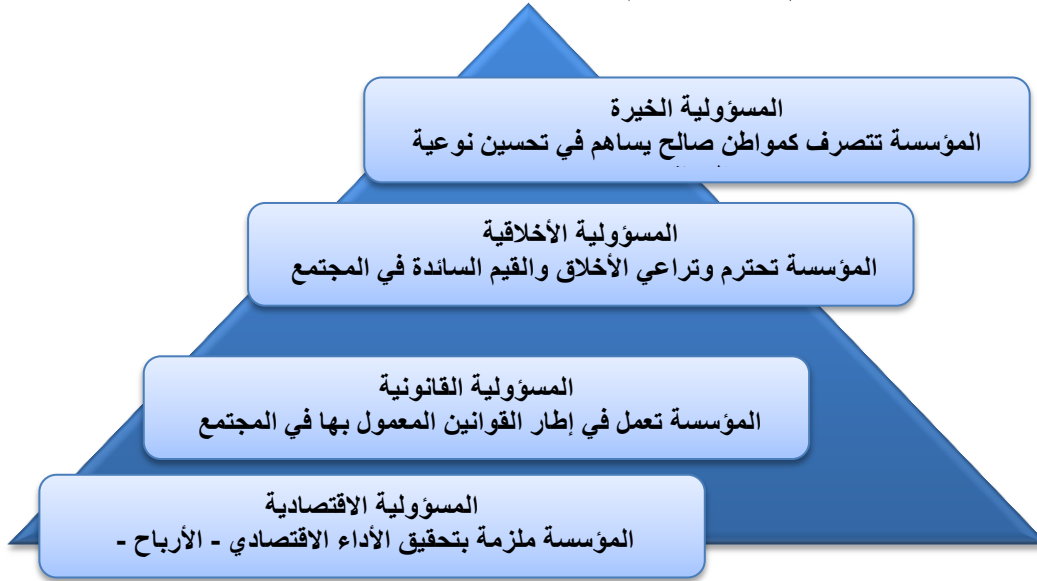 المسؤولية الخيرة
المؤسسة تتصرف كمواطن صالح يساهم في تحسين نوعية
المسؤولية الأخلاقية
المؤسسة تحترم وتراعي الأخلاق والقيم السائدة في المجتمع
المسؤولية القانونية
المؤسسة تعمل في إطار القوانين المعمول بها في المجتمع
المسؤولية الاقتصادية
المؤسسة ملزمة بتحقيق الأداء الاقتصادي - الأرباح -